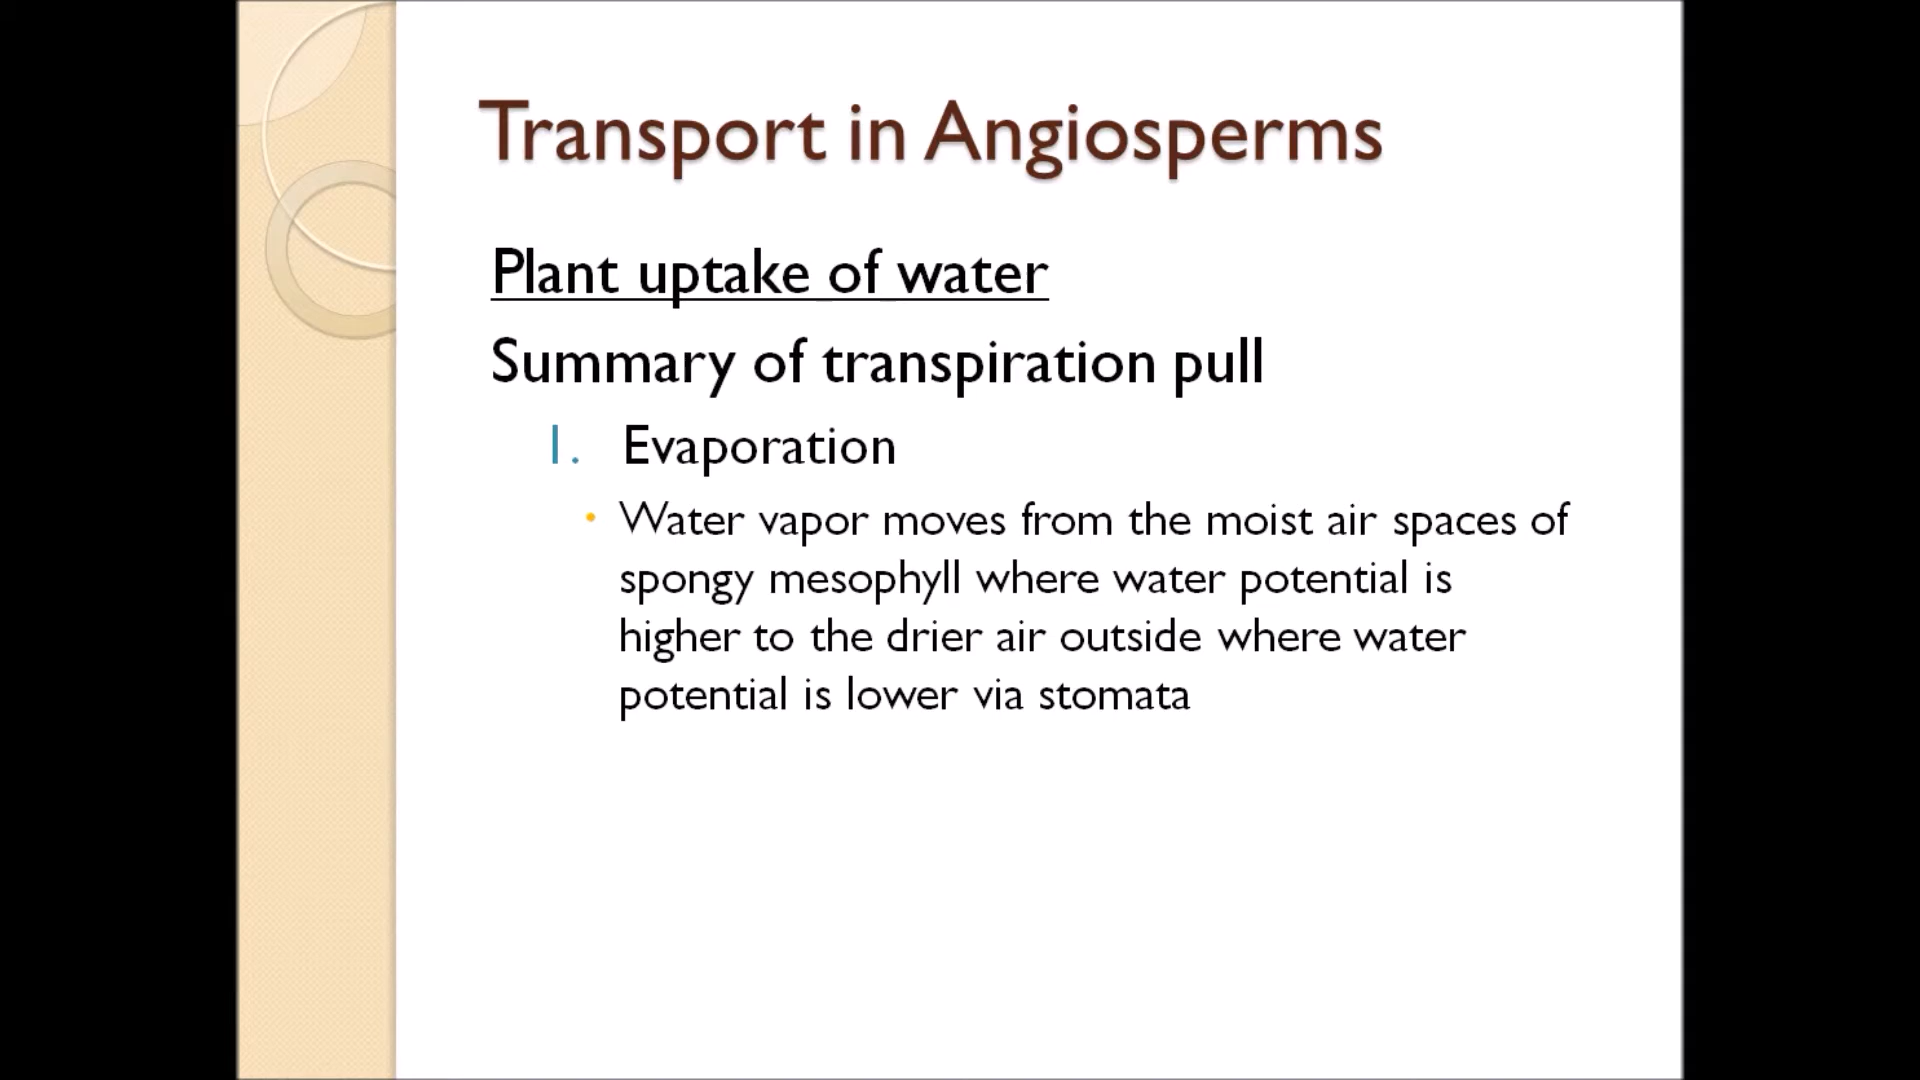 Transport in Angiosperms
Plant uptake of water
Summary of transpiration pull
1. Evaporation
• Water vapor moves from the moist air spaces of
spongy mesophyll where water potential is
higher to the drier air outside where water
potential is lower via stomata